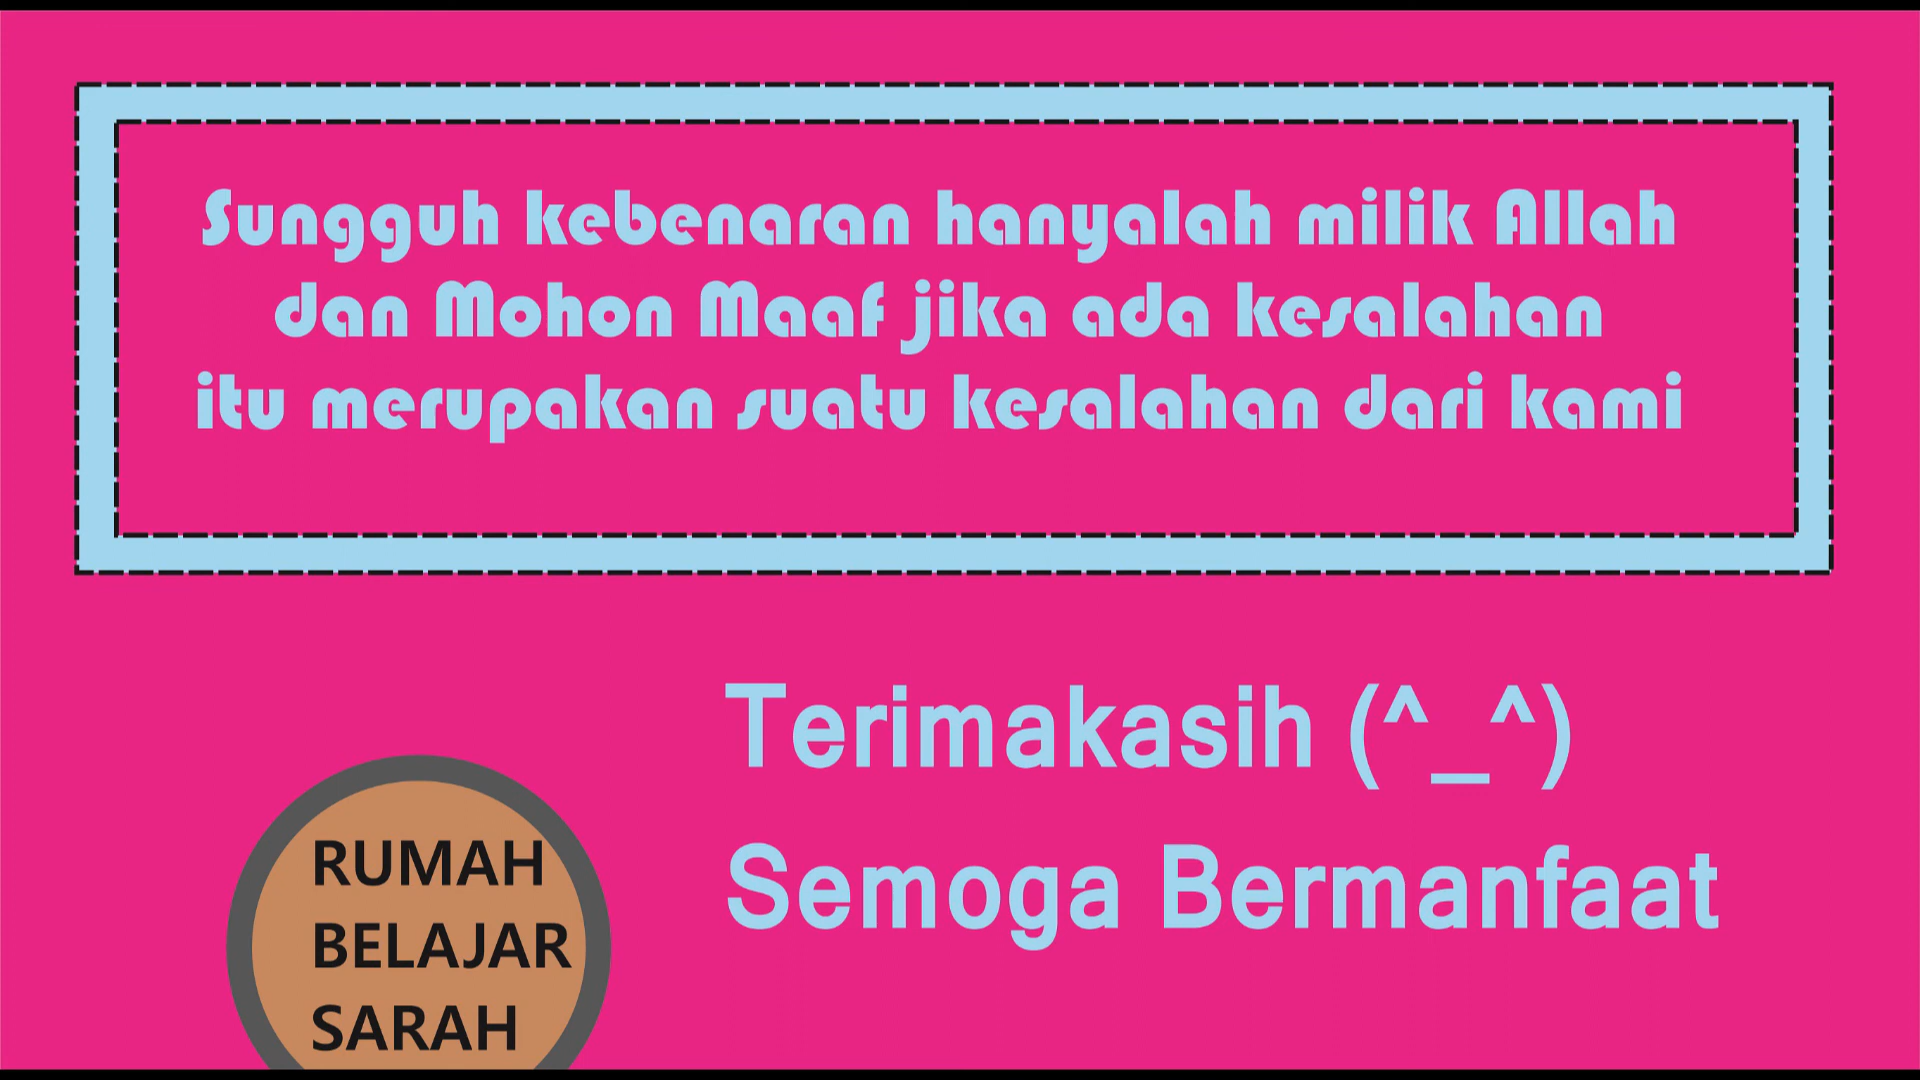 Sungguh kebenaran hanyalah milik Allah
dan Mohon Maaf jika ada kesalahan
itu merupakan suatu kesalahan dari kami
Terimakasih (^_^)
Semoga Bermanfaat
RUMAH
BELAJAR
SARAH